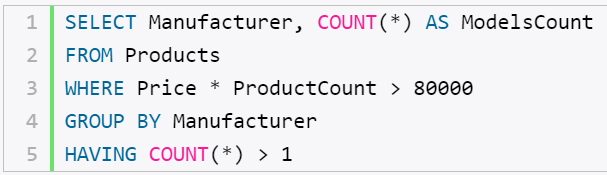 1 SELECT Manufacturer, COUNT(*) AS ModelsCount
2 FROM Products
3 WHERE Price * ProductCount > 80000
4 GROUP BY Manufacturer
5 HAVING COUNT(*) > 1